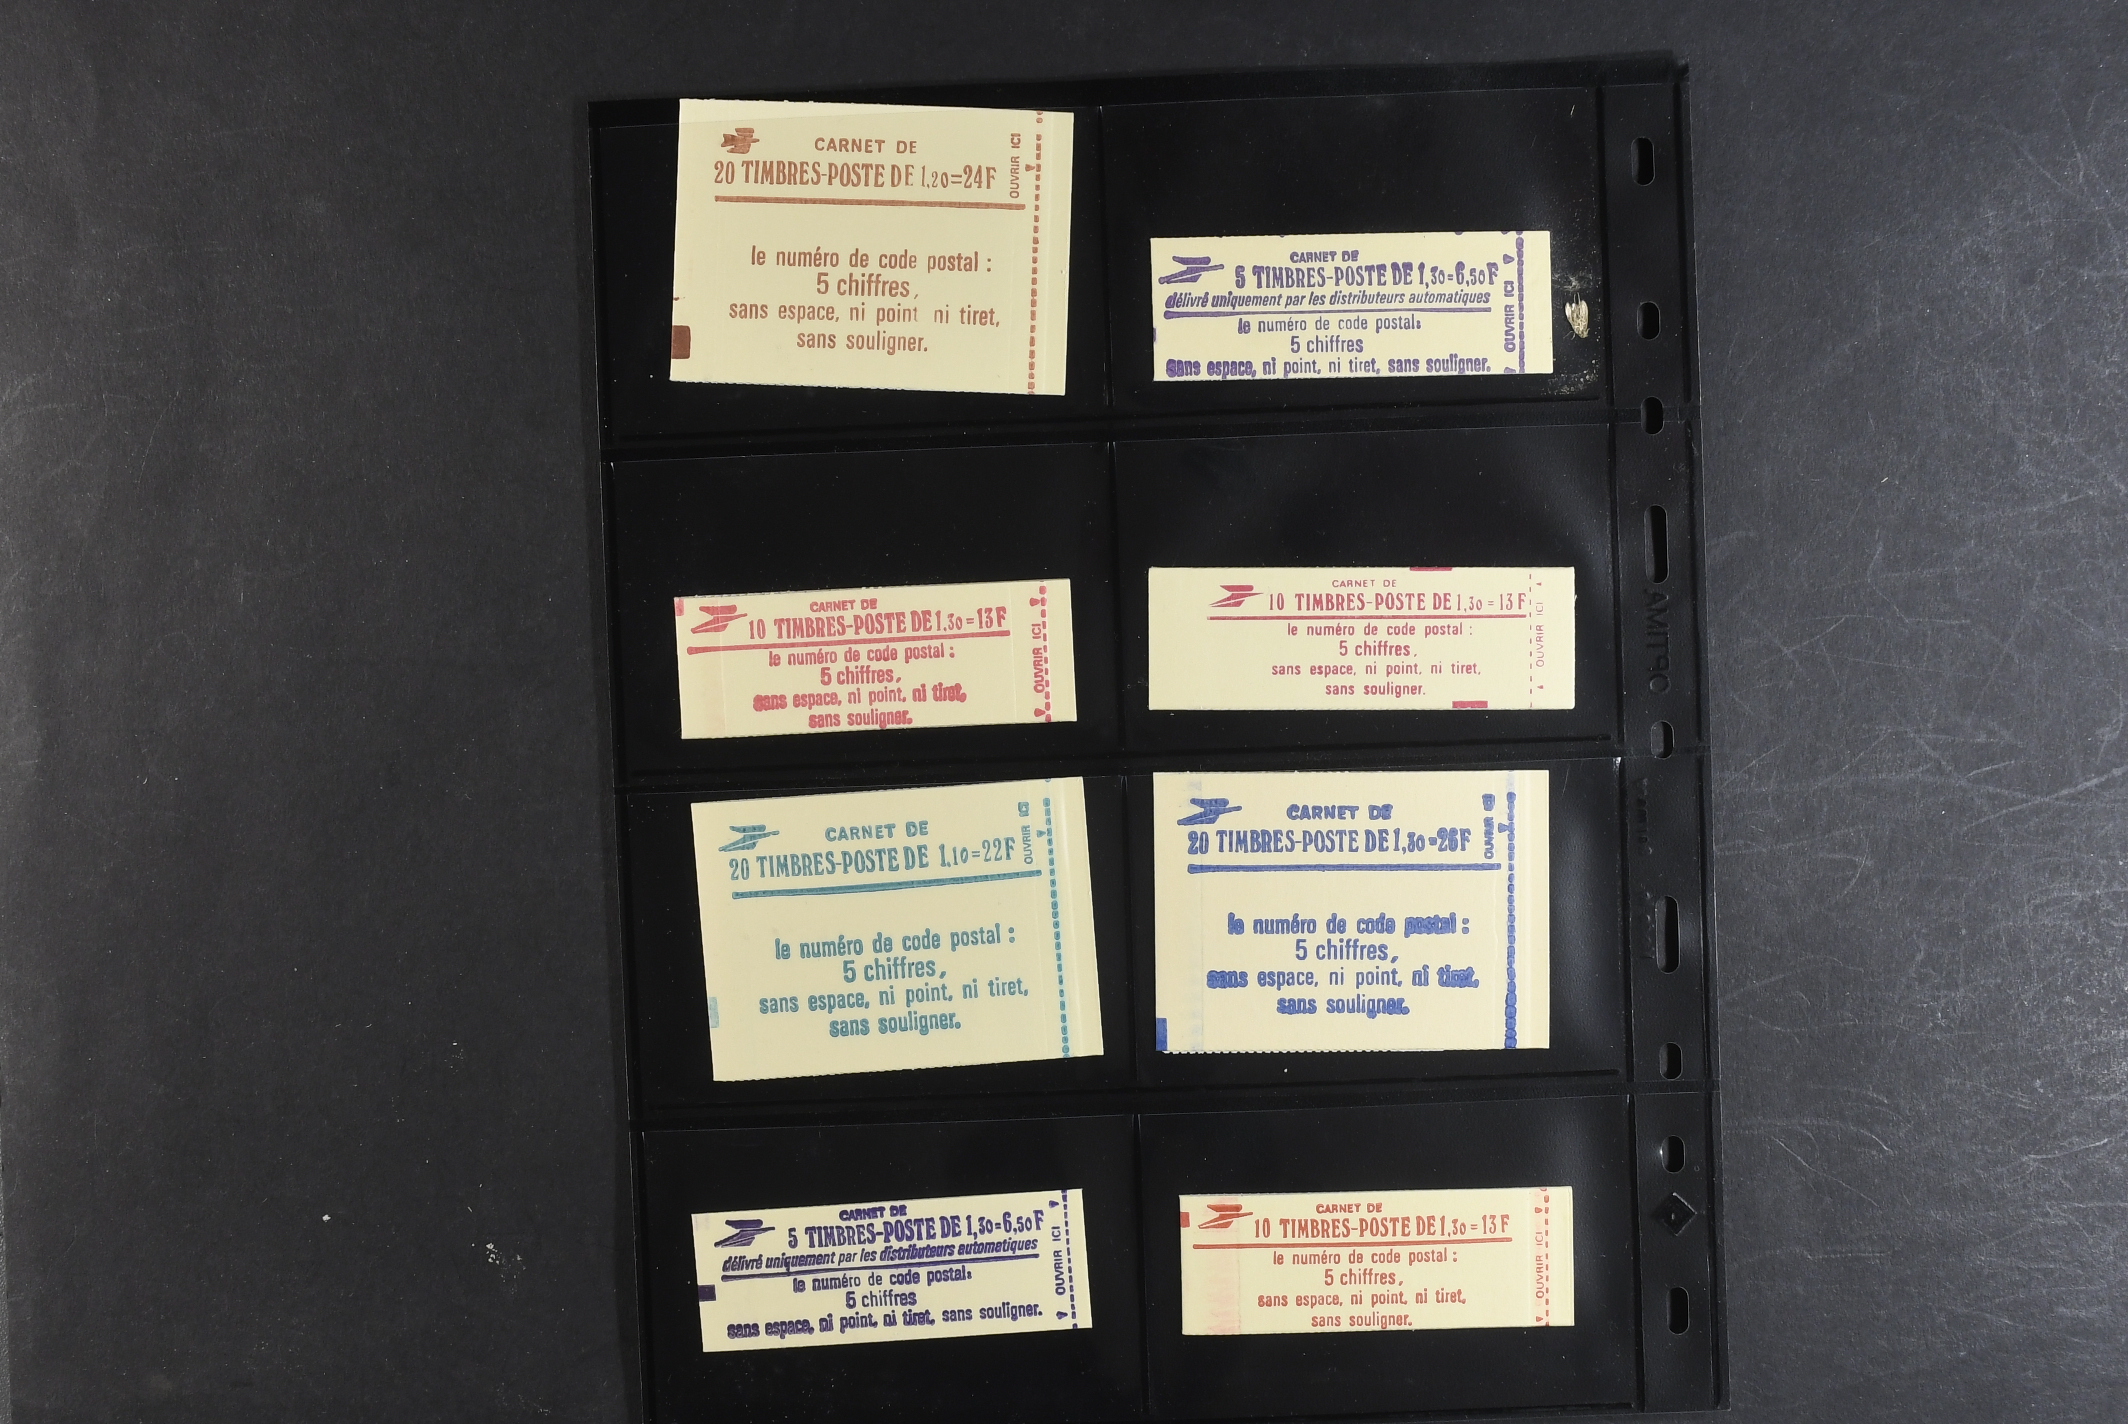 CARNET DE
20 TIMBRES-POSTE DE 1,20=24F
OUVRIR ICI
le numéro de code postal :
5 chiffres,
sans espace, ni point ni tiret,
sans souligner.
CARNET DE
5 TIMBRES-POSTE DE 1,30=6,50F
délivré uniquement par les distributeurs automatiques
le numéro de code postal:
5 chiffres
sans espace, ni point, ni tiret, sans souligner.
OUVRIR ICI
CARNET DE
10 TIMBRES-POSTE DE 1,30=13F
le numéro de code postal :
5 chiffres,
sans espace, ni point, ni tiret,
sans souligner.
OUVRIR ICI
CARNET DE
10 TIMBRES-POSTE DE 1,30=13F
le numéro de code postal :
5 chiffres,
sans espace, ni point, ni tiret,
sans souligner.
OUVRIR ICI
OPTIMA
CARNET DE
20 TIMBRES-POSTE DE 1,10=22F
OUVRIR ICI
le numéro de code postal :
5 chiffres,
sans espace, ni point, ni tiret,
sans souligner.
CARNET DE
20 TIMBRES-POSTE DE 1,30=26F
OUVRIR ICI
le numéro de code postal :
5 chiffres,
sans espace, ni point, ni tiret,
sans souligner.
CARNET DE
5 TIMBRES-POSTE DE 1,30=6,50F
délivré uniquement par les distributeurs automatiques
le numéro de code postal:
5 chiffres
sans espace, ni point, ni tiret, sans souligner.
OUVRIR ICI
CARNET DE
10 TIMBRES-POSTE DE 1,30=13F
le numéro de code postal :
5 chiffres,
sans espace, ni point, ni tiret,
sans souligner.
OUVRIR ICI